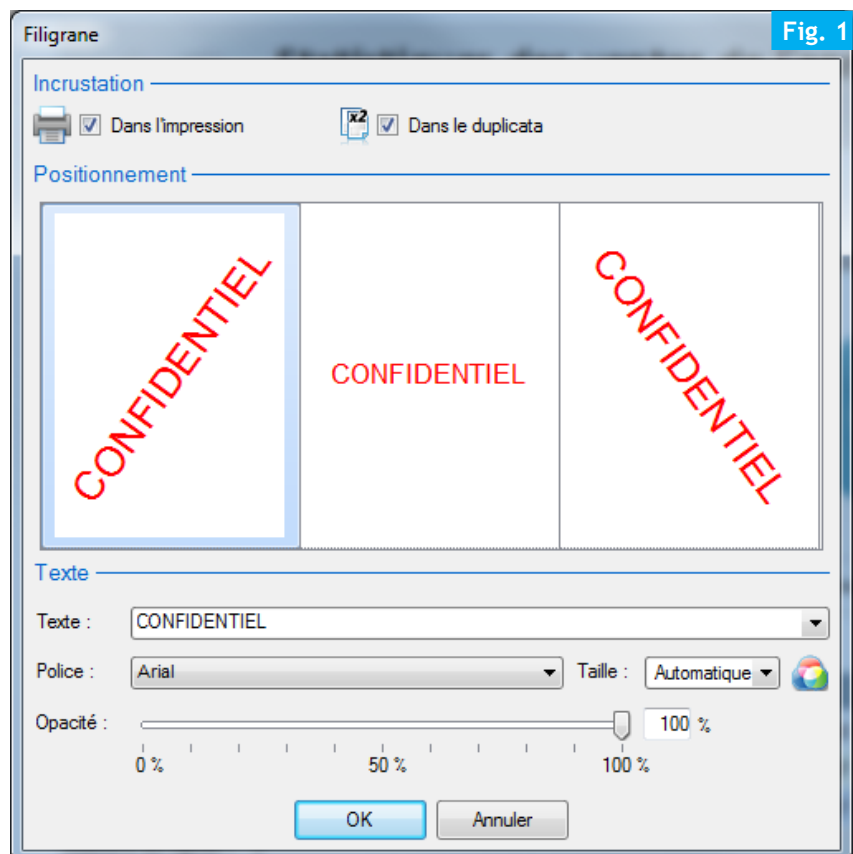 Filigrane
Fig. 1
Incrustation
Dans l'impression
x2
Dans le duplicata
Positionnement
CONFIDENTIEL
CONFIDENTIEL
CONFIDENTIEL
Texte
Texte : CONFIDENTIEL
Police : Arial Taille : Automatique
Opacité : 100 %
0 % 50 % 100 %
OK Annuler